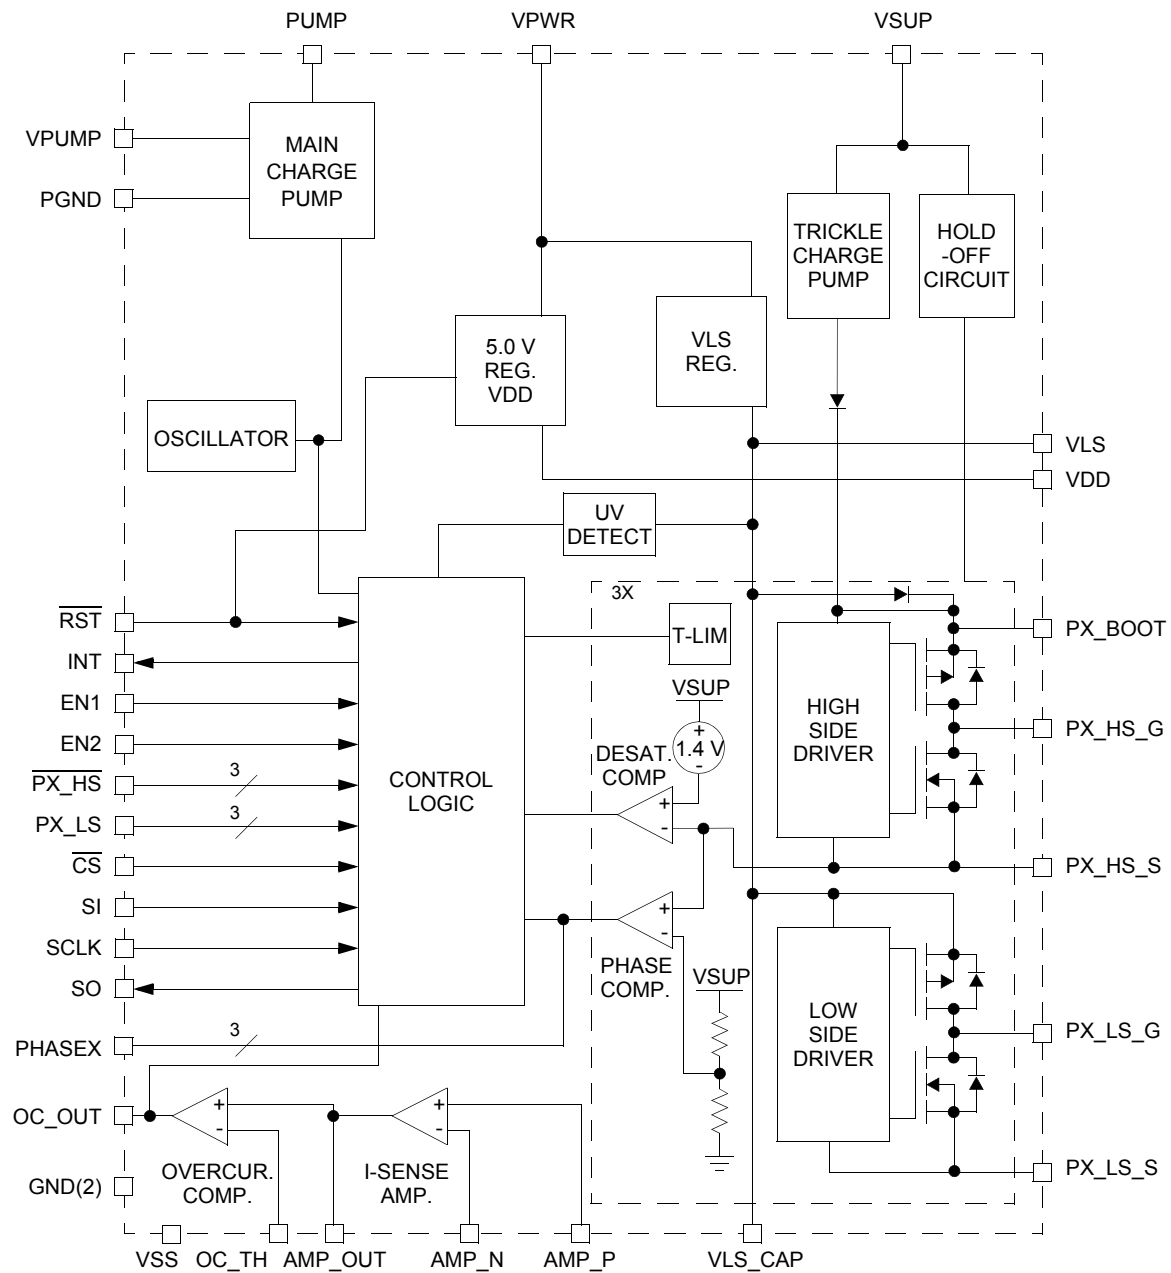 PUMP
VPWR
VSUP
VPUMP
PGND
MAIN
CHARGE
PUMP
TRICKLE
CHARGE
PUMP
HOLD
-OFF
CIRCUIT
5.0 V
REG.
VDD
VLS
REG.
OSCILLATOR
VLS
VDD
UV
DETECT
3X
T-LIM
RST
INT
EN1
EN2
PX_HS
3
PX_LS
3
CS
SI
SCLK
SO
PHASEX
3
CONTROL
LOGIC
VSUP
+
1.4 V
-
DESAT.
COMP.
+
-
+
-
PHASE
COMP.
VSUP
HIGH
SIDE
DRIVER
PX_BOOT
PX_HS_G
PX_HS_S
LOW
SIDE
DRIVER
PX_LS_G
PX_LS_S
OC_OUT
+
-
OVERCUR.
COMP.
+
-
I-SENSE
AMP.
GND(2)
VSS
OC_TH
AMP_OUT
AMP_N
AMP_P
VLS_CAP